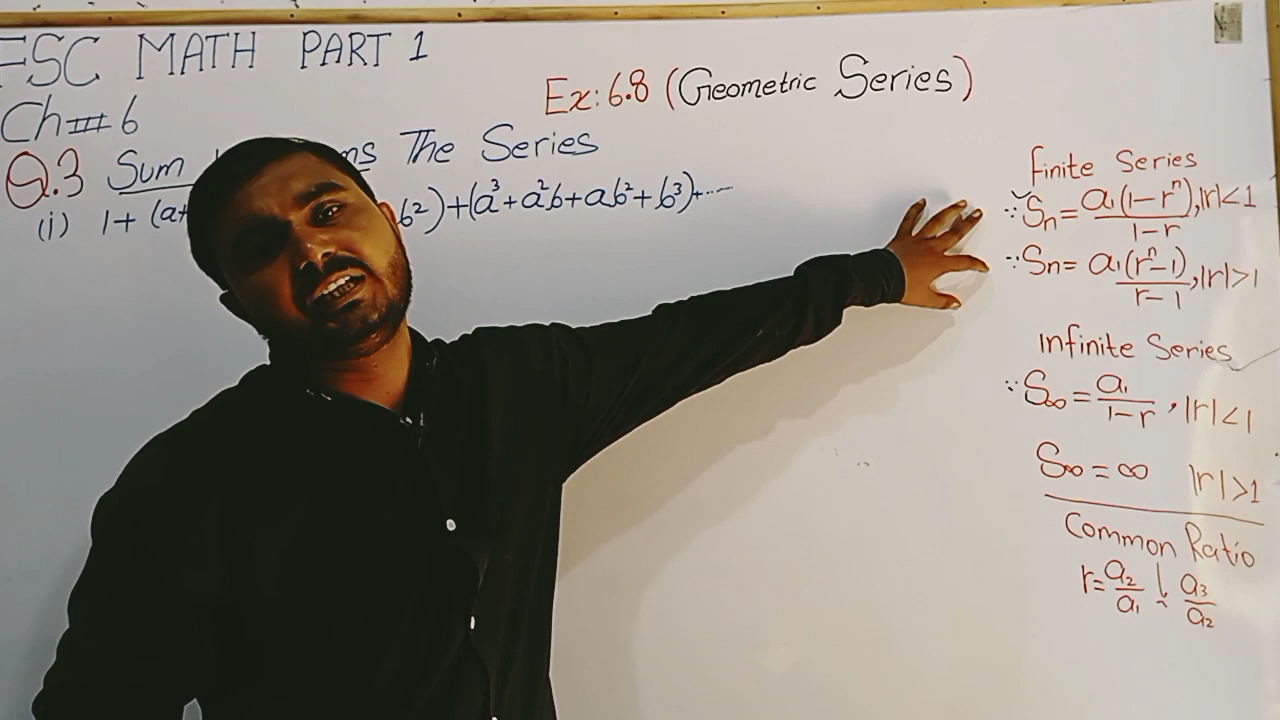 FSC MATH PART 1
Ch # 6
Ex: 6.8 (Geometric Series)
Q.3 Sum ms The Series
(i) 1 + (a+ b²)+(a³+a²b+ab²+b³)+......
finite Series
∵ Sn = a₁(1-rⁿ)/1-r, |r|<1
∵ Sn = a₁(rⁿ-1)/r-1, |r|>1
Infinite Series
∵ S∞ = a₁/1-r, |r|<1
S∞ = ∞ |r|>1
Common Ratio
r = a₂/a₁ ; a₃/a₂